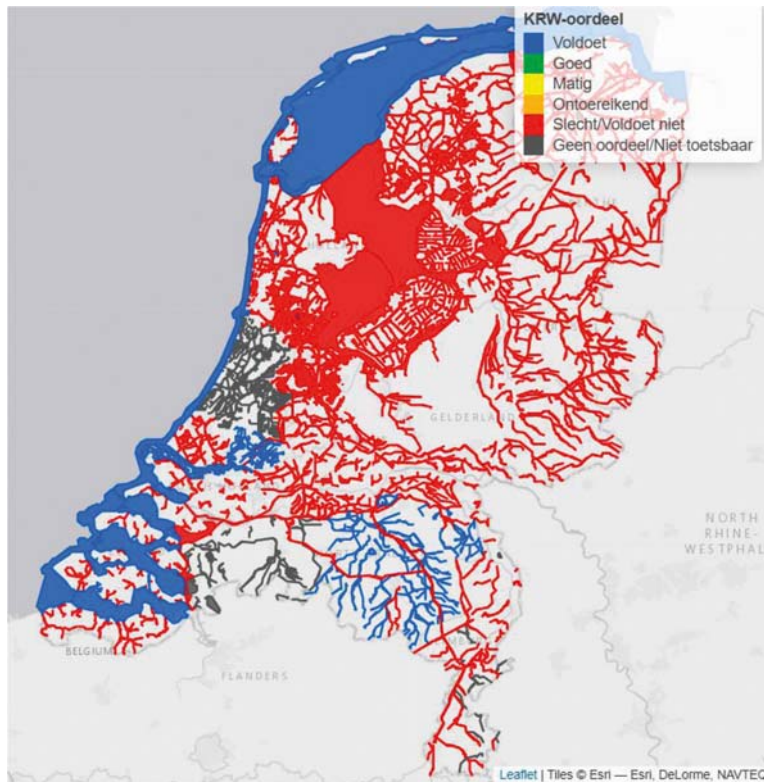 KRW-oordeel
Voldoet
Goed
Matig
Ontoereikend
Slecht/Voldoet niet
Geen oordeel/Niet toetsbaar
GELDERLAND
NORTH
RHINE-
WESTPHAL
BELGIUM
FLANDERS
Leaflet | Tiles © Esri — Esri, DeLorme, NAVTEQ